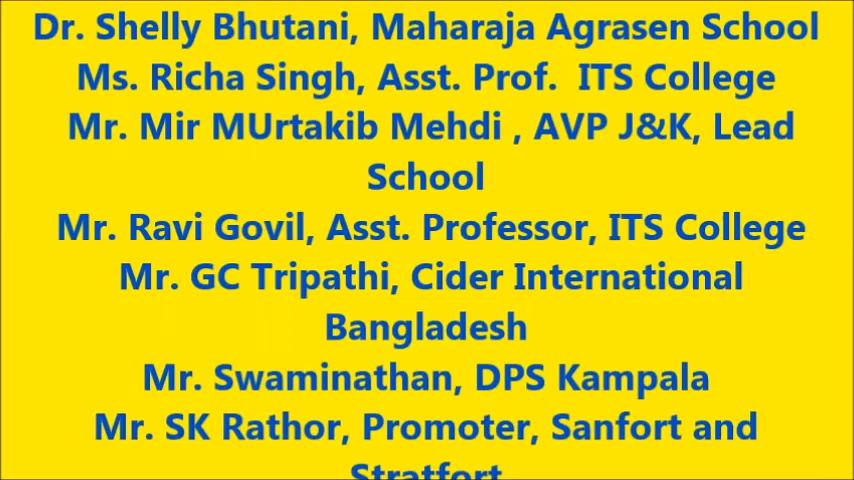 Dr. Shelly Bhutani, Maharaja Agrasen School
Ms. Richa Singh, Asst. Prof.  ITS College
Mr. Mir MUrtakib Mehdi , AVP J&K, Lead
School
Mr. Ravi Govil, Asst. Professor, ITS College
Mr. GC Tripathi, Cider International
Bangladesh
Mr. Swaminathan, DPS Kampala
Mr. SK Rathor, Promoter, Sanfort and
Stratfort